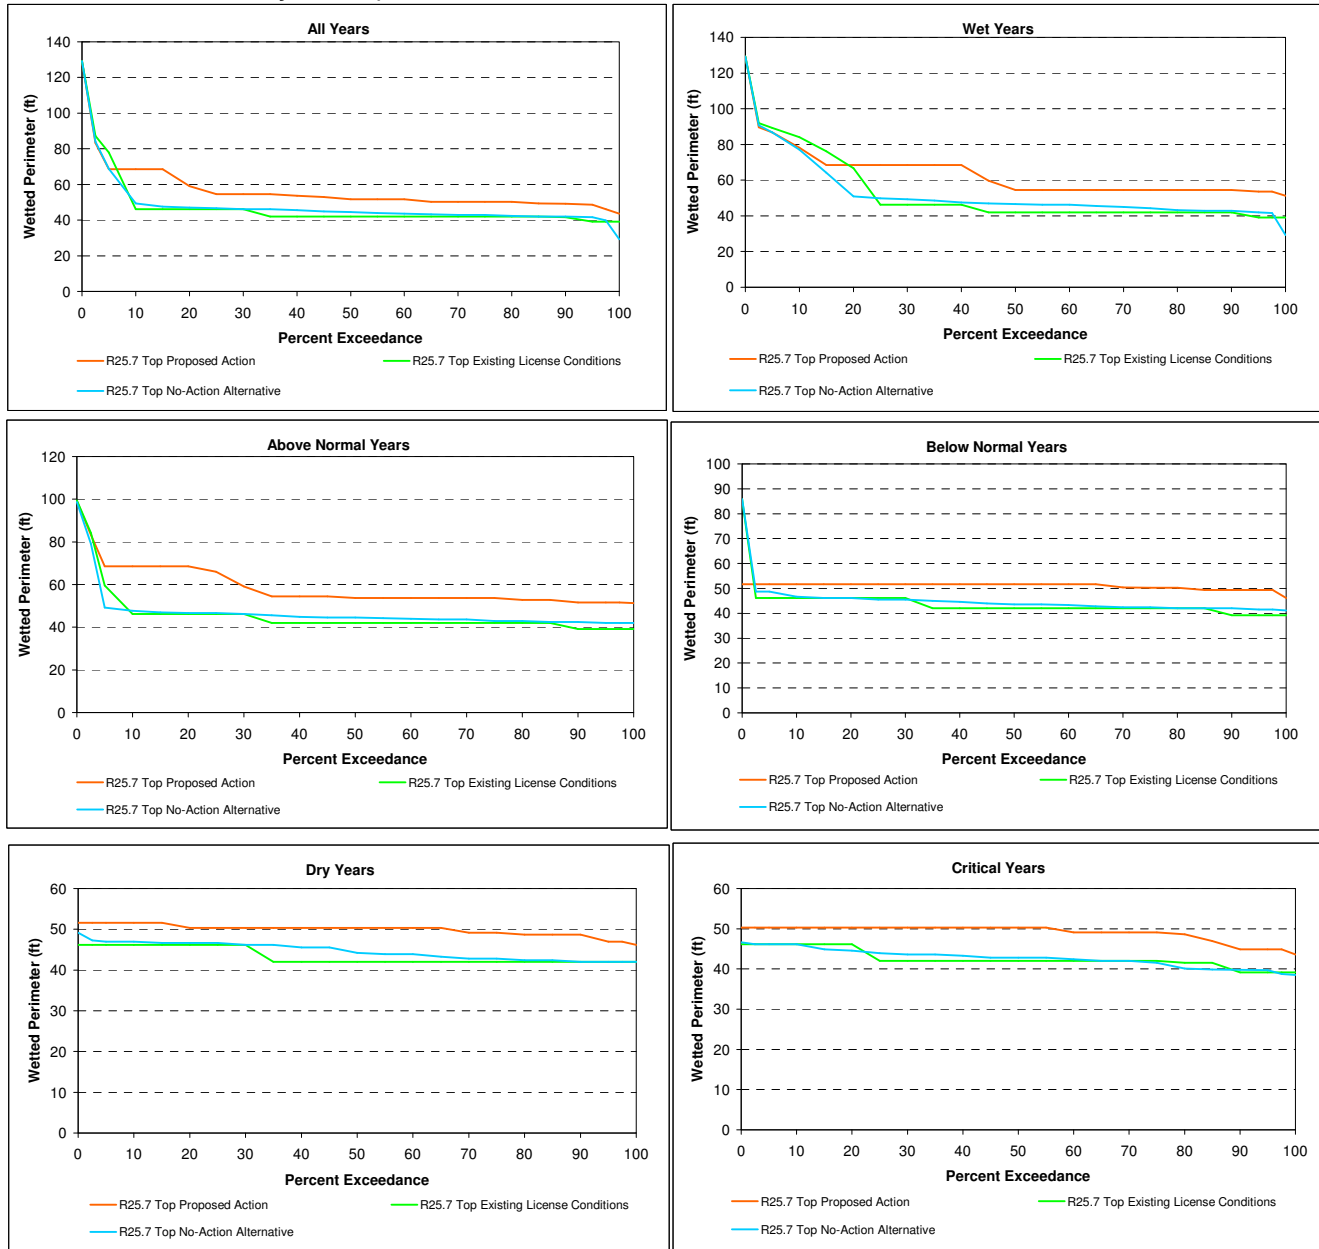 All Years
140
120
100
80
60
40
20
0
Wetted Perimeter (ft)
0 10 20 30 40 50 60 70 80 90 100
Percent Exceedance
R25.7 Top Proposed Action
R25.7 Top Existing License Conditions
R25.7 Top No-Action Alternative
Wet Years
140
120
100
80
60
40
20
0
Wetted Perimeter (ft)
0 10 20 30 40 50 60 70 80 90 100
Percent Exceedance
R25.7 Top Proposed Action
R25.7 Top Existing License Conditions
R25.7 Top No-Action Alternative
Above Normal Years
120
100
80
60
40
20
0
Wetted Perimeter (ft)
0 10 20 30 40 50 60 70 80 90 100
Percent Exceedance
R25.7 Top Proposed Action
R25.7 Top Existing License Conditions
R25.7 Top No-Action Alternative
Below Normal Years
100
90
80
70
60
50
40
30
20
10
0
Wetted Perimeter (ft)
0 10 20 30 40 50 60 70 80 90 100
Percent Exceedance
R25.7 Top Proposed Action
R25.7 Top Existing License Conditions
R25.7 Top No-Action Alternative
Dry Years
60
50
40
30
20
10
0
Wetted Perimeter (ft)
0 10 20 30 40 50 60 70 80 90 100
Percent Exceedance
R25.7 Top Proposed Action
R25.7 Top Existing License Conditions
R25.7 Top No-Action Alternative
Critical Years
60
50
40
30
20
10
0
Wetted Perimeter (ft)
0 10 20 30 40 50 60 70 80 90 100
Percent Exceedance
R25.7 Top Proposed Action
R25.7 Top Existing License Conditions
R25.7 Top No-Action Alternative